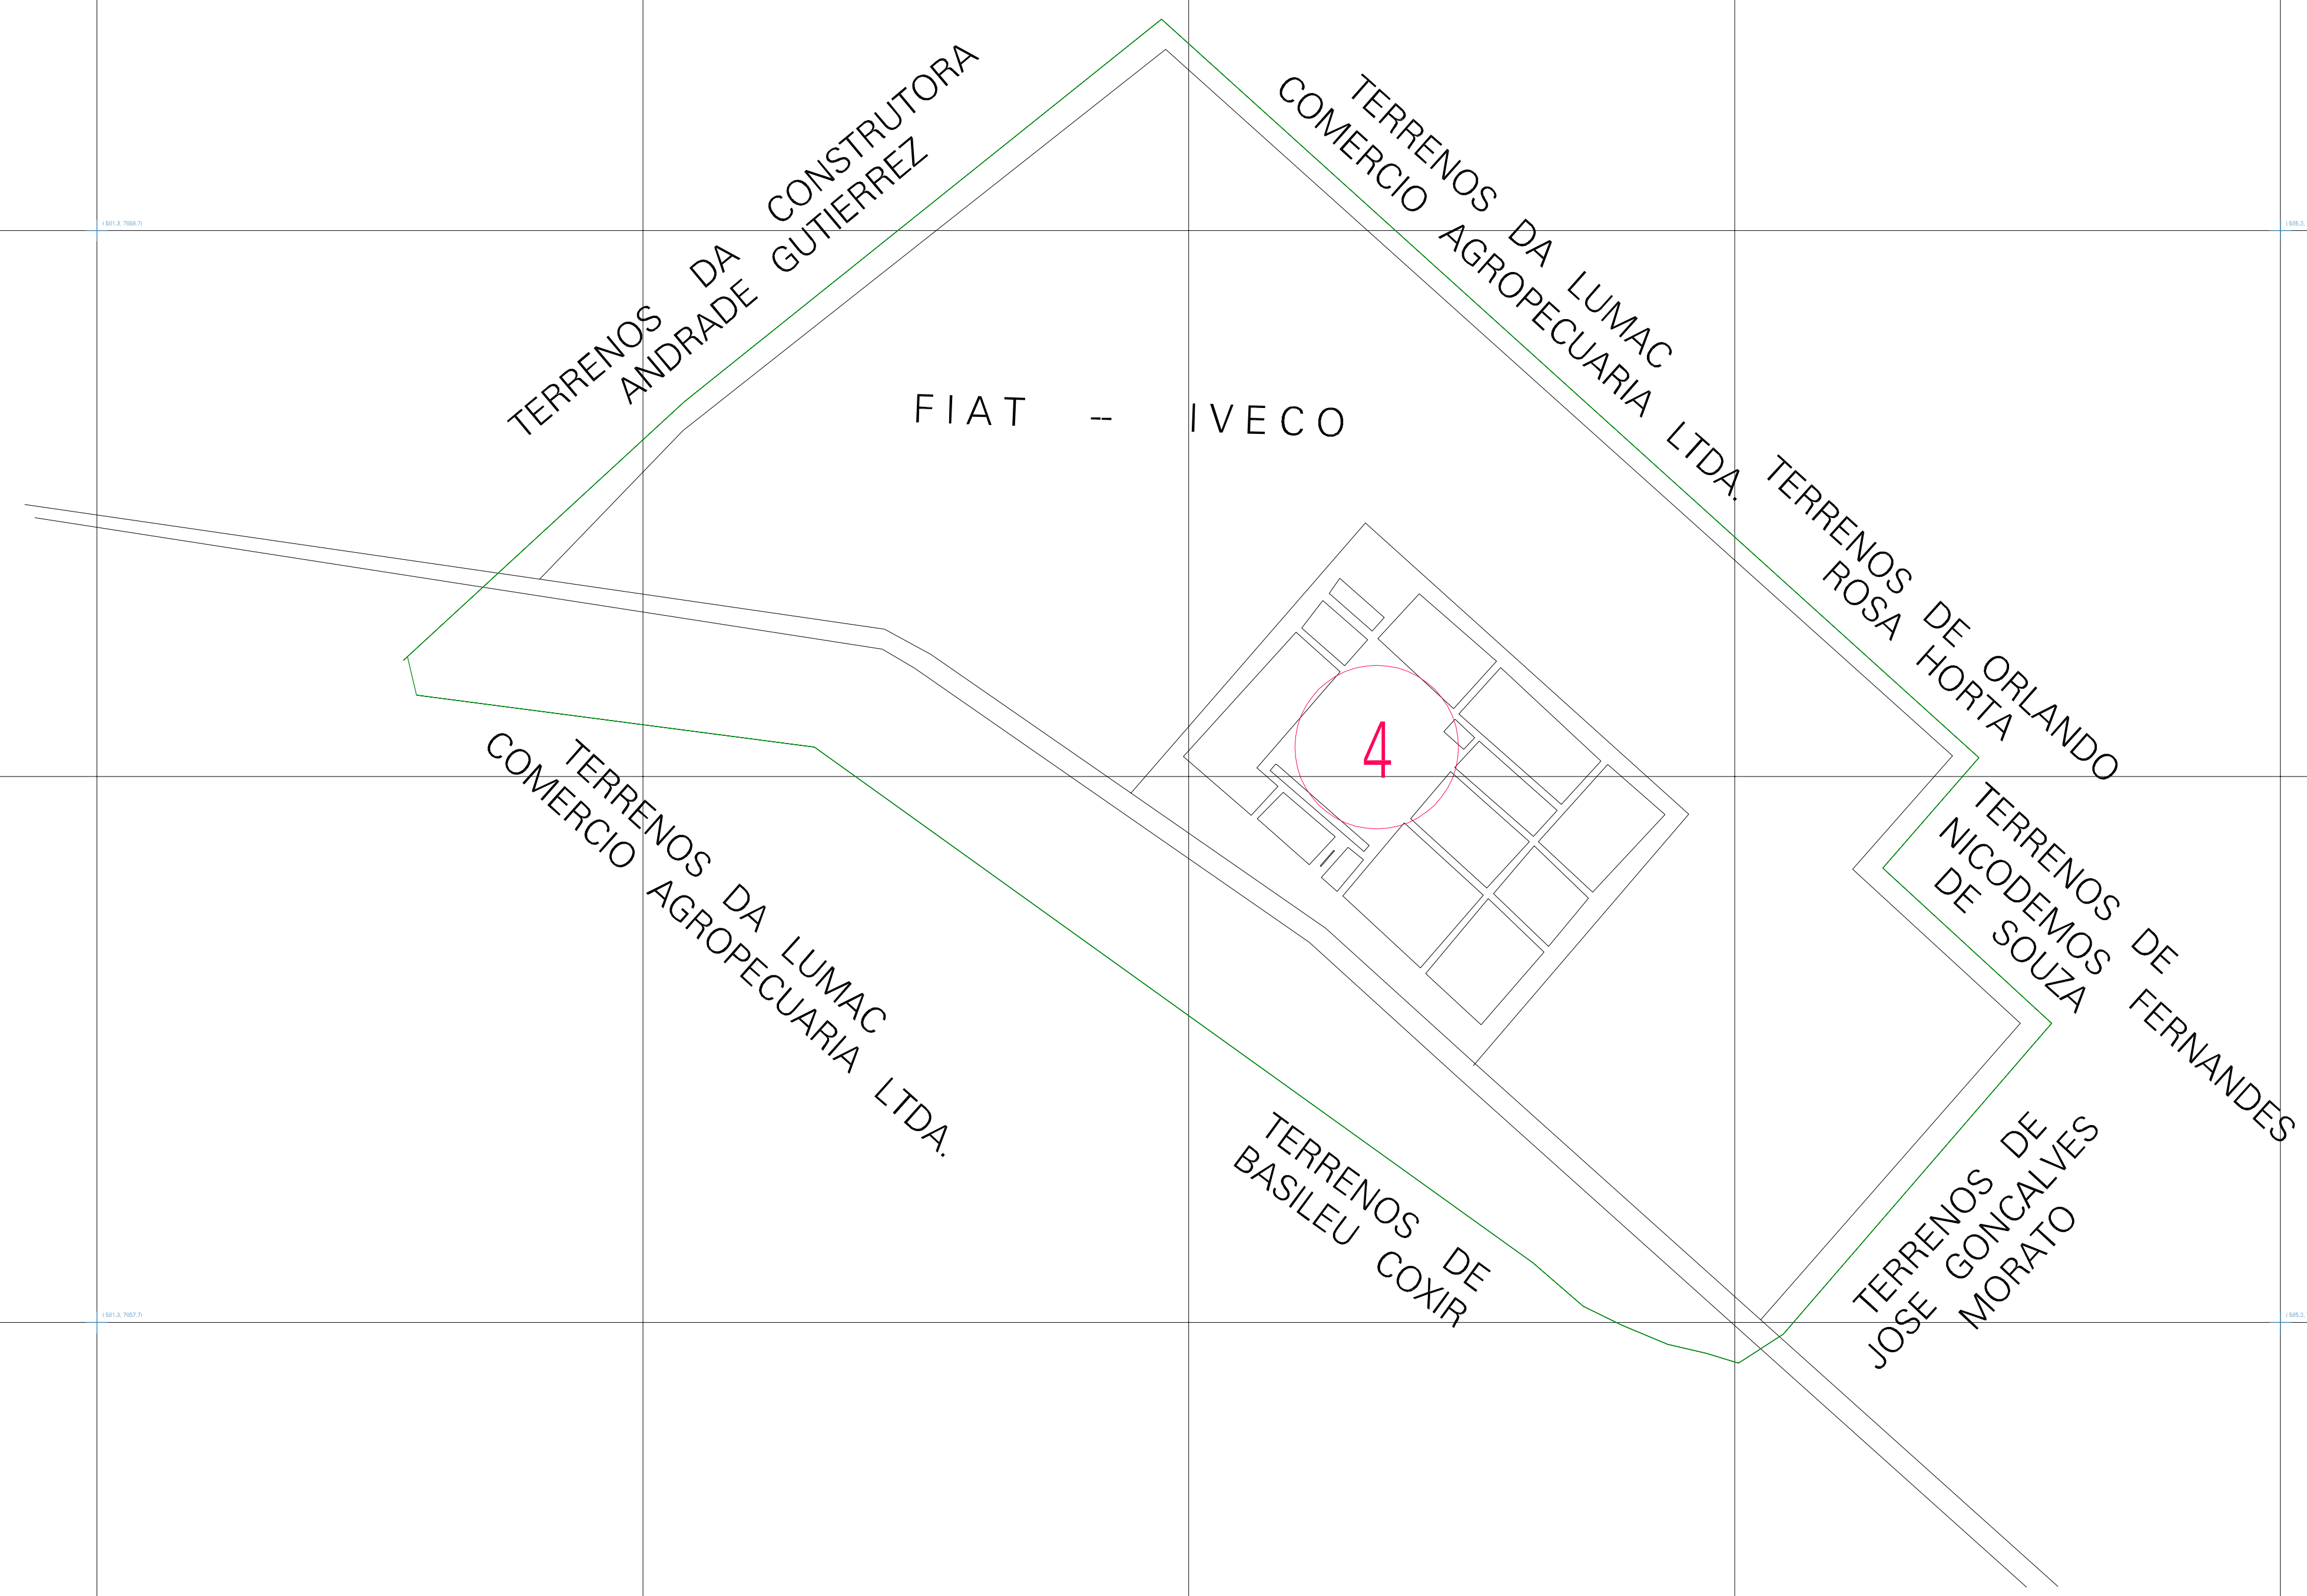 TERRENOS DA CONSTRUTORA
ANDRADE GUTIERREZ
TERRENOS DA LUMAC
COMERCIO AGROPECUARIA LTDA.
FIAT -- IVECO
TERRENOS DE ORLANDO
ROSA HORTA
4
TERRENOS DE
NICODEMOS FERNANDES
DE SOUZA
TERRENOS DA LUMAC
COMERCIO AGROPECUARIA LTDA.
TERRENOS DE
BASILEU COXIR
TERRENOS DE
JOSE GONCALVES
MORATO